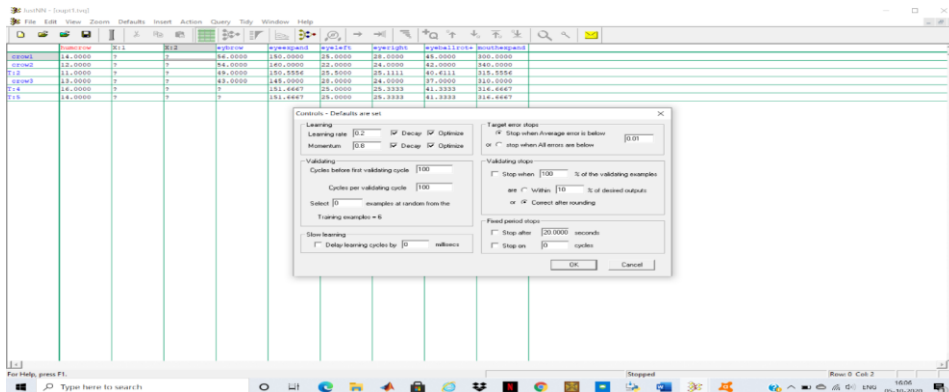 JustNN - [suprt1.tvq]
File Edit View Zoom Defaults Insert Action Query Tidy Window Help
X:1 X:2 eybrow eyeexpand eyeleft eyeright eyeballrot> mouthexpand
crow1 14.0000 ? ? 56.0000 150.0000 25.0000 28.0000 45.0000 300.0000
crow2 12.0000 ? ? 54.0000 160.0000 22.0000 24.0000 42.0000 340.0000
T:2 11.0000 ? ? 49.0000 150.5556 25.5000 25.1111 40.6111 315.5556
crow3 13.0000 ? ? 43.0000 145.0000 23.0000 24.0000 37.0000 310.0000
T:4 16.0000 ? ? ? 151.6667 25.0000 25.3333 41.3333 316.6667
T:5 14.0000 ? ? ? 151.6667 25.0000 25.3333 41.3333 316.6667
Controls - Defaults are set
Learning
Learning rate 0.2 Decay Optimize
Momentum 0.8 Decay Optimize
Validating
Cycles before first validating cycle 100
Cycles per validating cycle 100
Select 0 examples at random from the
Training examples = 6
Slow learning
Delay learning cycles by 0 millisecs
Target error stops
Stop when Average error is below
or stop when All errors are below
0.01
Validating stops
Stop when 100 % of the validating examples
are Within 10 % of desired outputs
or Correct after rounding
Fixed period stops
Stop after 20.0000 seconds
Stop on 0 cycles
OK Cancel
For Help, press F1. Stopped Row: 0 Col: 2
Type here to search
ENG 16:06
05-10-2020